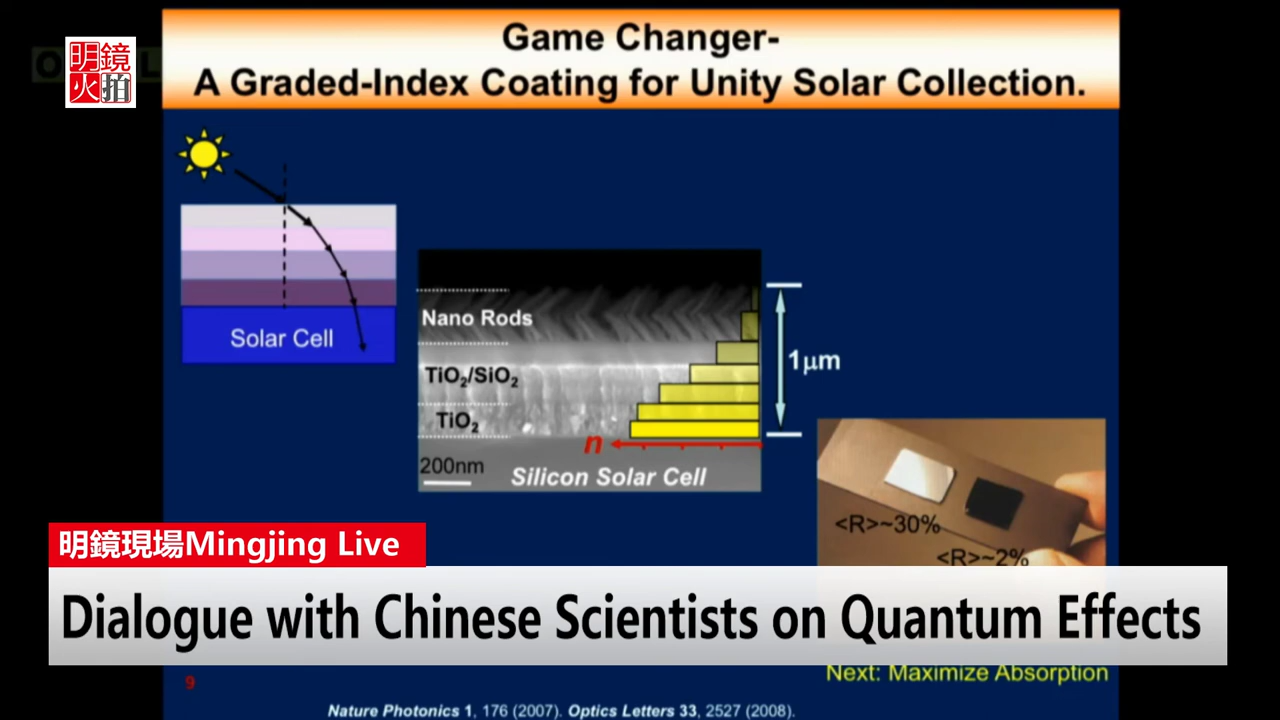 Game Changer-
A Graded-Index Coating for Unity Solar Collection.
明鏡
火拍
Solar Cell
Nano Rods
TiO₂/SiO₂
TiO₂
1μm
n
200nm
Silicon Solar Cell
<R>~30%
<R>~2%
明鏡現場Mingjing Live
Dialogue with Chinese Scientists on Quantum Effects
Next: Maximize Absorption
9
Nature Photonics 1, 176 (2007). Optics Letters 33, 2527 (2008).